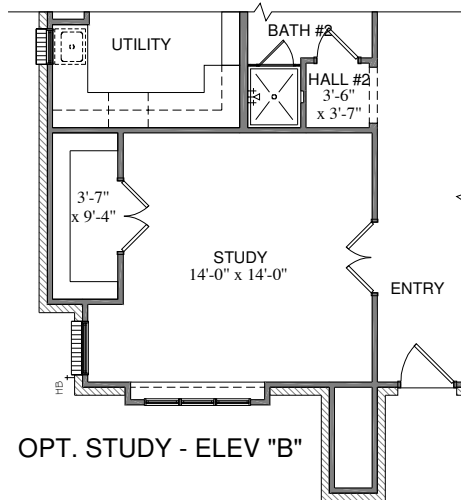 UTILITY
BATH #2
HALL #2
3'-6"
x 3'-7"
3'-7"
x 9'-4"
STUDY
14'-0" x 14'-0"
ENTRY
HB
OPT. STUDY - ELEV "B"